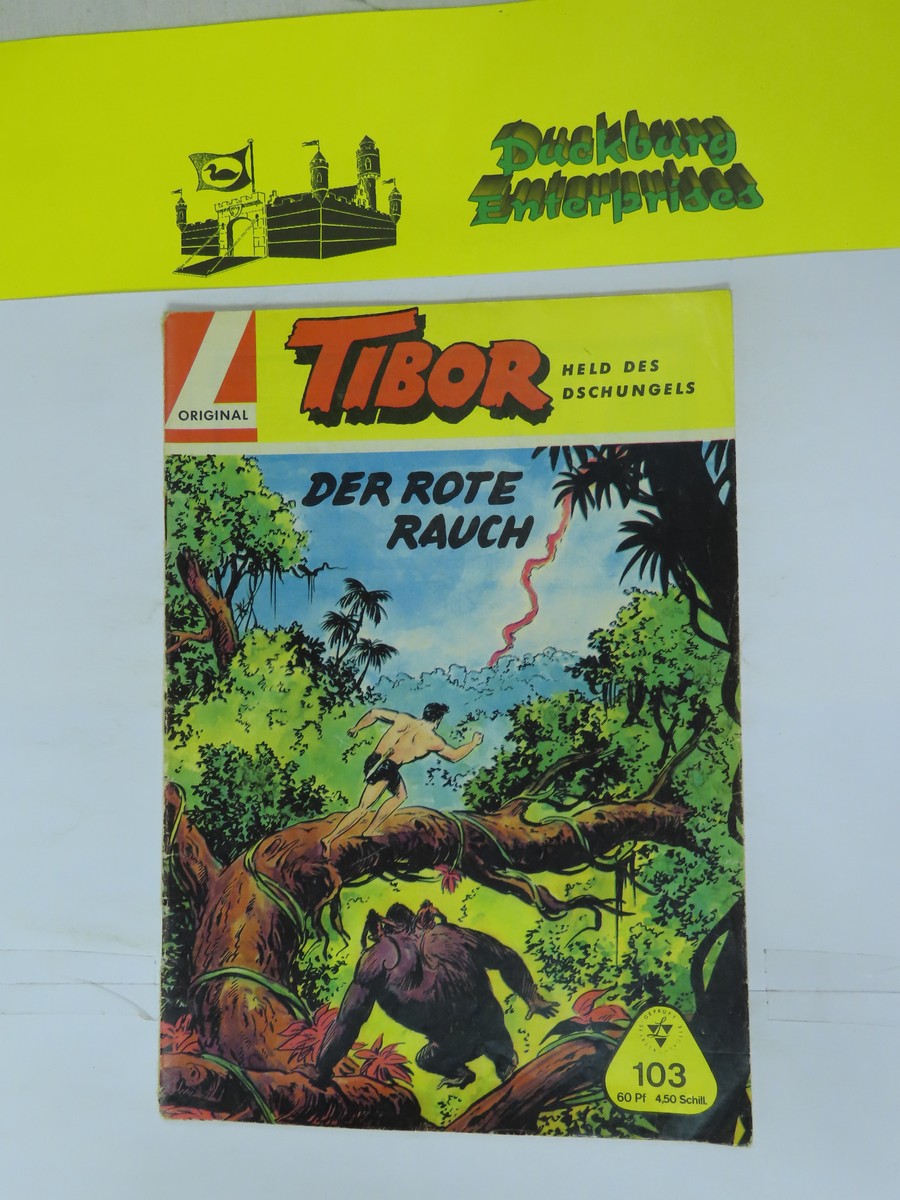 Duckburg
Enterprises
ORIGINAL
TIBOR
HELD DES
DSCHUNGELS
DER ROTE
RAUCH
103
60 Pf 4,50 Schill.